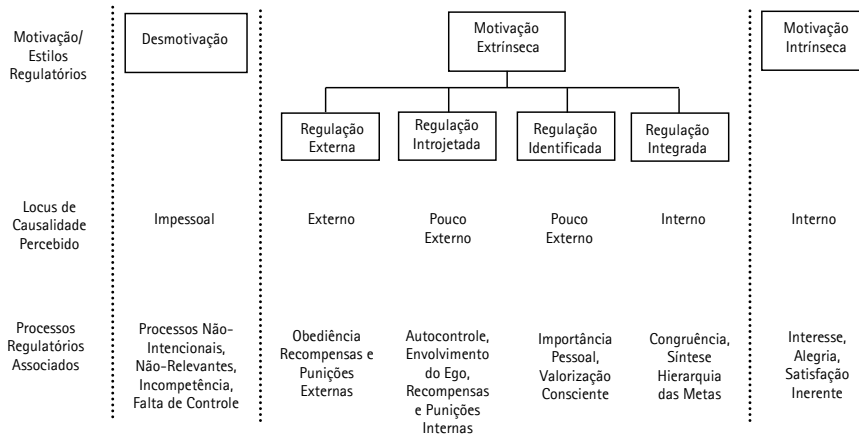 Motivação/
Estilos
Regulatórios
Desmotivação
Motivação
Extrínseca
Motivação
Intrínseca
Regulação
Externa
Regulação
Introjetada
Regulação
Identificada
Regulação
Integrada
Locus de
Causalidade
Percebido
Impessoal
Externo
Pouco
Externo
Pouco
Externo
Interno
Interno
Processos
Regulatórios
Associados
Processos Não-
Intencionais,
Não-Relevantes,
Incompetência,
Falta de Controle
Obediência
Recompensas e
Punições
Externas
Autocontrole,
Envolvimento
do Ego,
Recompensas
e Punições
Internas
Importância
Pessoal,
Valorização
Consciente
Congruência,
Síntese
Hierarquia
das Metas
Interesse,
Alegria,
Satisfação
Inerente